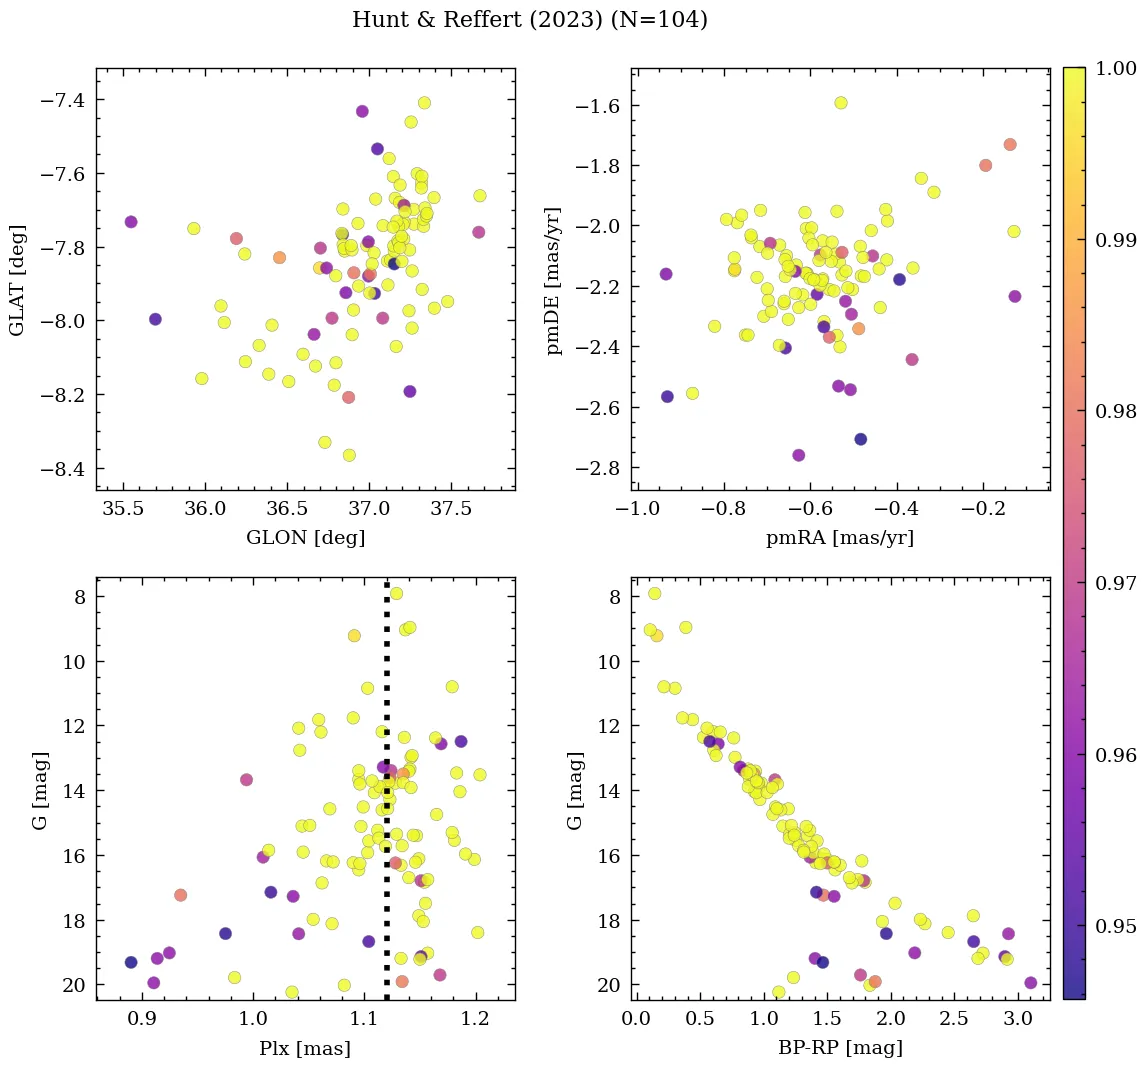 Hunt & Reffert (2023) (N=104)
−7.4
−7.6
−7.8
−8.0
−8.2
−8.4
GLAT [deg]
35.5 36.0 36.5 37.0 37.5
GLON [deg]
−1.6
−1.8
−2.0
−2.2
−2.4
−2.6
−2.8
pmDE [mas/yr]
−1.0 −0.8 −0.6 −0.4 −0.2
pmRA [mas/yr]
8
10
12
14
16
18
20
G [mag]
0.9 1.0 1.1 1.2
Plx [mas]
8
10
12
14
16
18
20
G [mag]
0.0 0.5 1.0 1.5 2.0 2.5 3.0
BP-RP [mag]
1.00
0.99
0.98
0.97
0.96
0.95